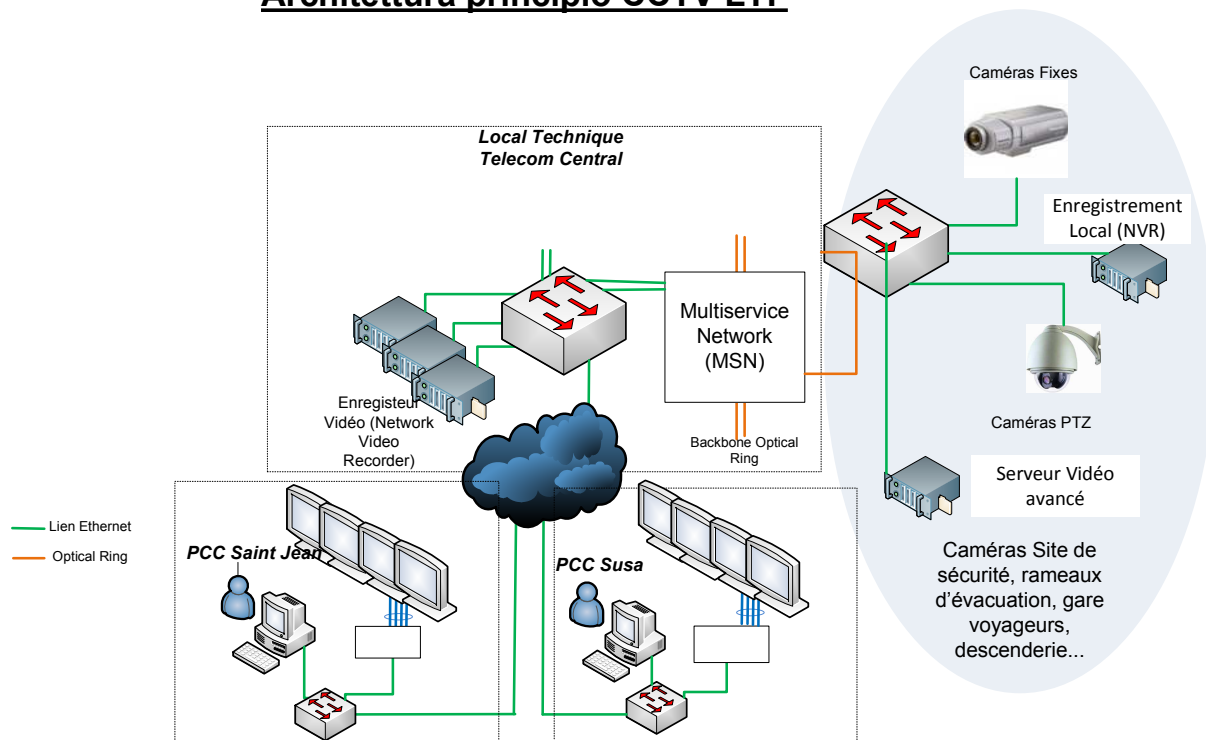 Architettura principio CCTV LTF
Caméras Fixes
Local Technique
Telecom Central
Enregistrement
Local (NVR)
Multiservice
Network
(MSN)
Enregisteur
Vidéo (Network
Video
Recorder)
Backbone Optical
Ring
Caméras PTZ
Serveur Vidéo
avancé
Lien Ethernet
Optical Ring
PCC Saint Jean
PCC Susa
Caméras Site de
sécurité, rameaux
d'évacuation, gare
voyageurs,
descenderie...